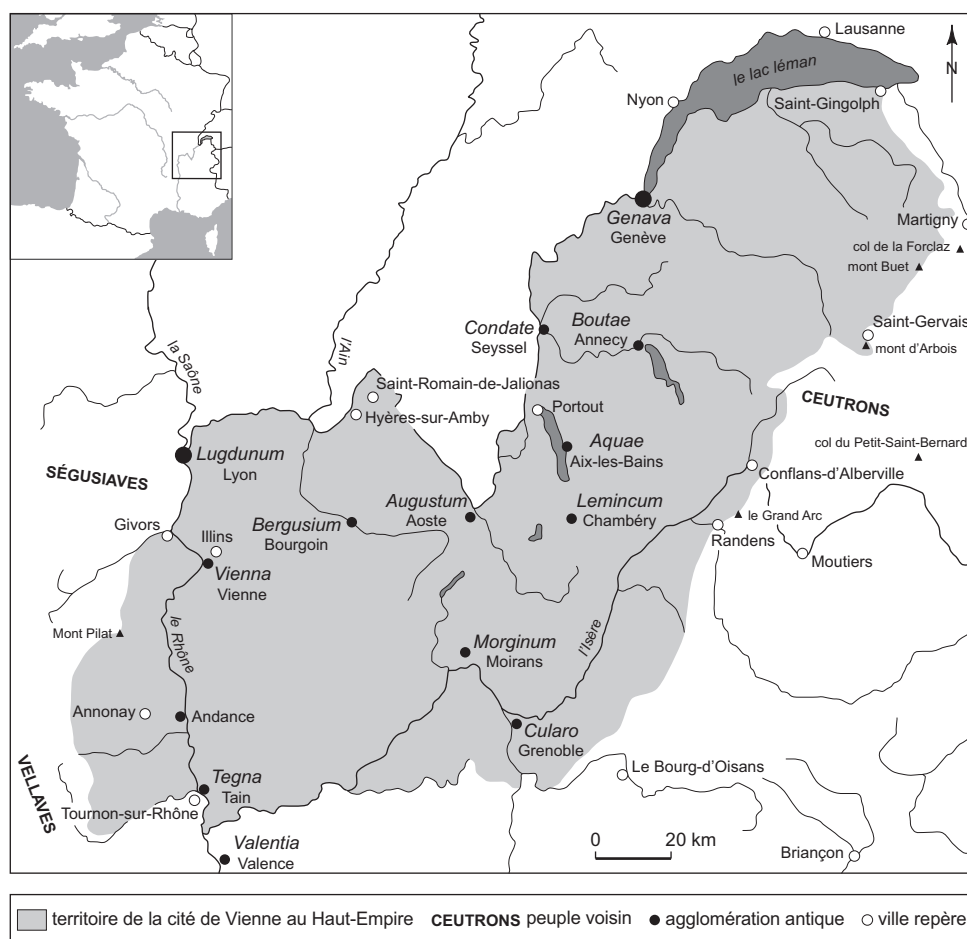 Lausanne
le lac léman
N
Nyon
Saint-Gingolph
Genava
Genève
Martigny
col de la Forclaz
mont Buet
Condate
Seyssel
Boutae
Annecy
Saint-Gervais
mont d'Arbois
la Saône
l'Ain
Saint-Romain-de-Jalionas
Hyères-sur-Amby
Portout
CEUTRONS
col du Petit-Saint-Bernard
Lugdunum
Lyon
SÉGUSIAVES
Aquae
Aix-les-Bains
Conflans-d'Alberville
Augustum
Aoste
Lemincum
Chambéry
le Grand Arc
Givors
Bergusium
Bourgoin
Randens
Illins
Moutiers
Vienna
Vienne
Mont Pilat
le Rhône
l'Isère
Morginum
Moirans
Annonay
Andance
Cularo
Grenoble
VELLAVES
Tegna
Tain
Le Bourg-d'Oisans
Tournon-sur-Rhône
Valentia
Valence
0 20 km
Briançon
territoire de la cité de Vienne au Haut-Empire CEUTRONS peuple voisin agglomération antique ville repère